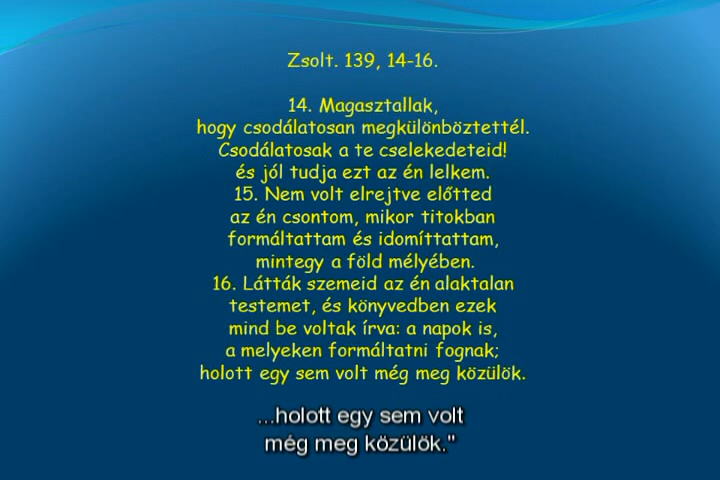 Zsolt. 139, 14-16.
14. Magasztallak,
hogy csodálatosan megkülönböztettél.
Csodálatosak a te cselekedeteid!
és jól tudja ezt az én lelkem.
15. Nem volt elrejtve előtted
az én csontom, mikor titokban
formáltattam és idomíttattam,
mintegy a föld mélyében.
16. Látták szemeid az én alaktalan
testemet, és könyvedben ezek
mind be voltak írva: a napok is,
a melyeken formáltatni fognak;
holott egy sem volt még meg közülök.
...holott egy sem volt
még meg közülök."